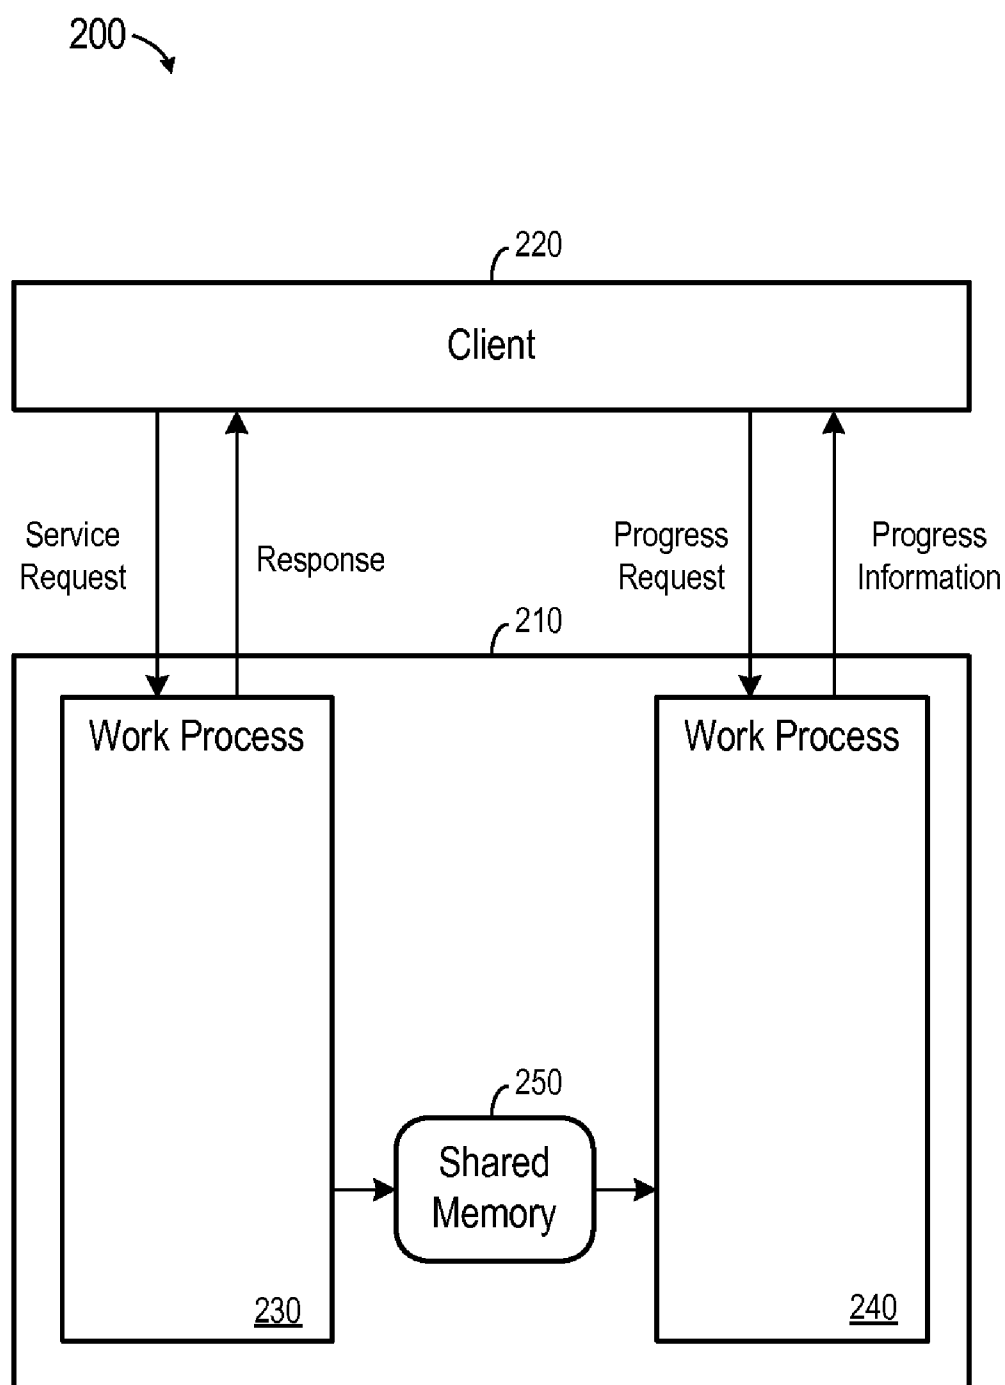 200
220
Client
Service
Request
Response
Progress
Request
Progress
Information
210
Work Process
Work Process
250
Shared
Memory
230
240